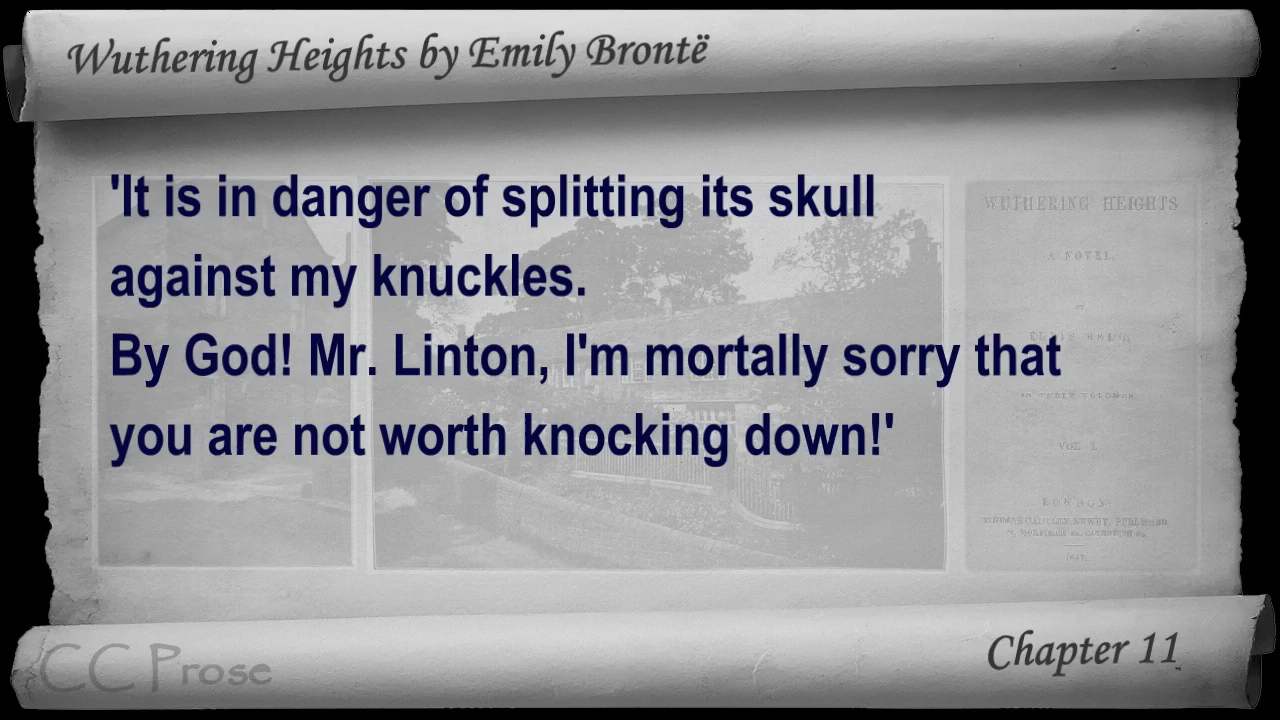 Wuthering Heights by Emily Brontë
'It is in danger of splitting its skull
against my knuckles.
By God! Mr. Linton, I'm mortally sorry that
you are not worth knocking down!'
WUTHERING HEIGHTS
A NOVEL,
VOL I.
LONDON:
1847.
CC Prose
Chapter 11